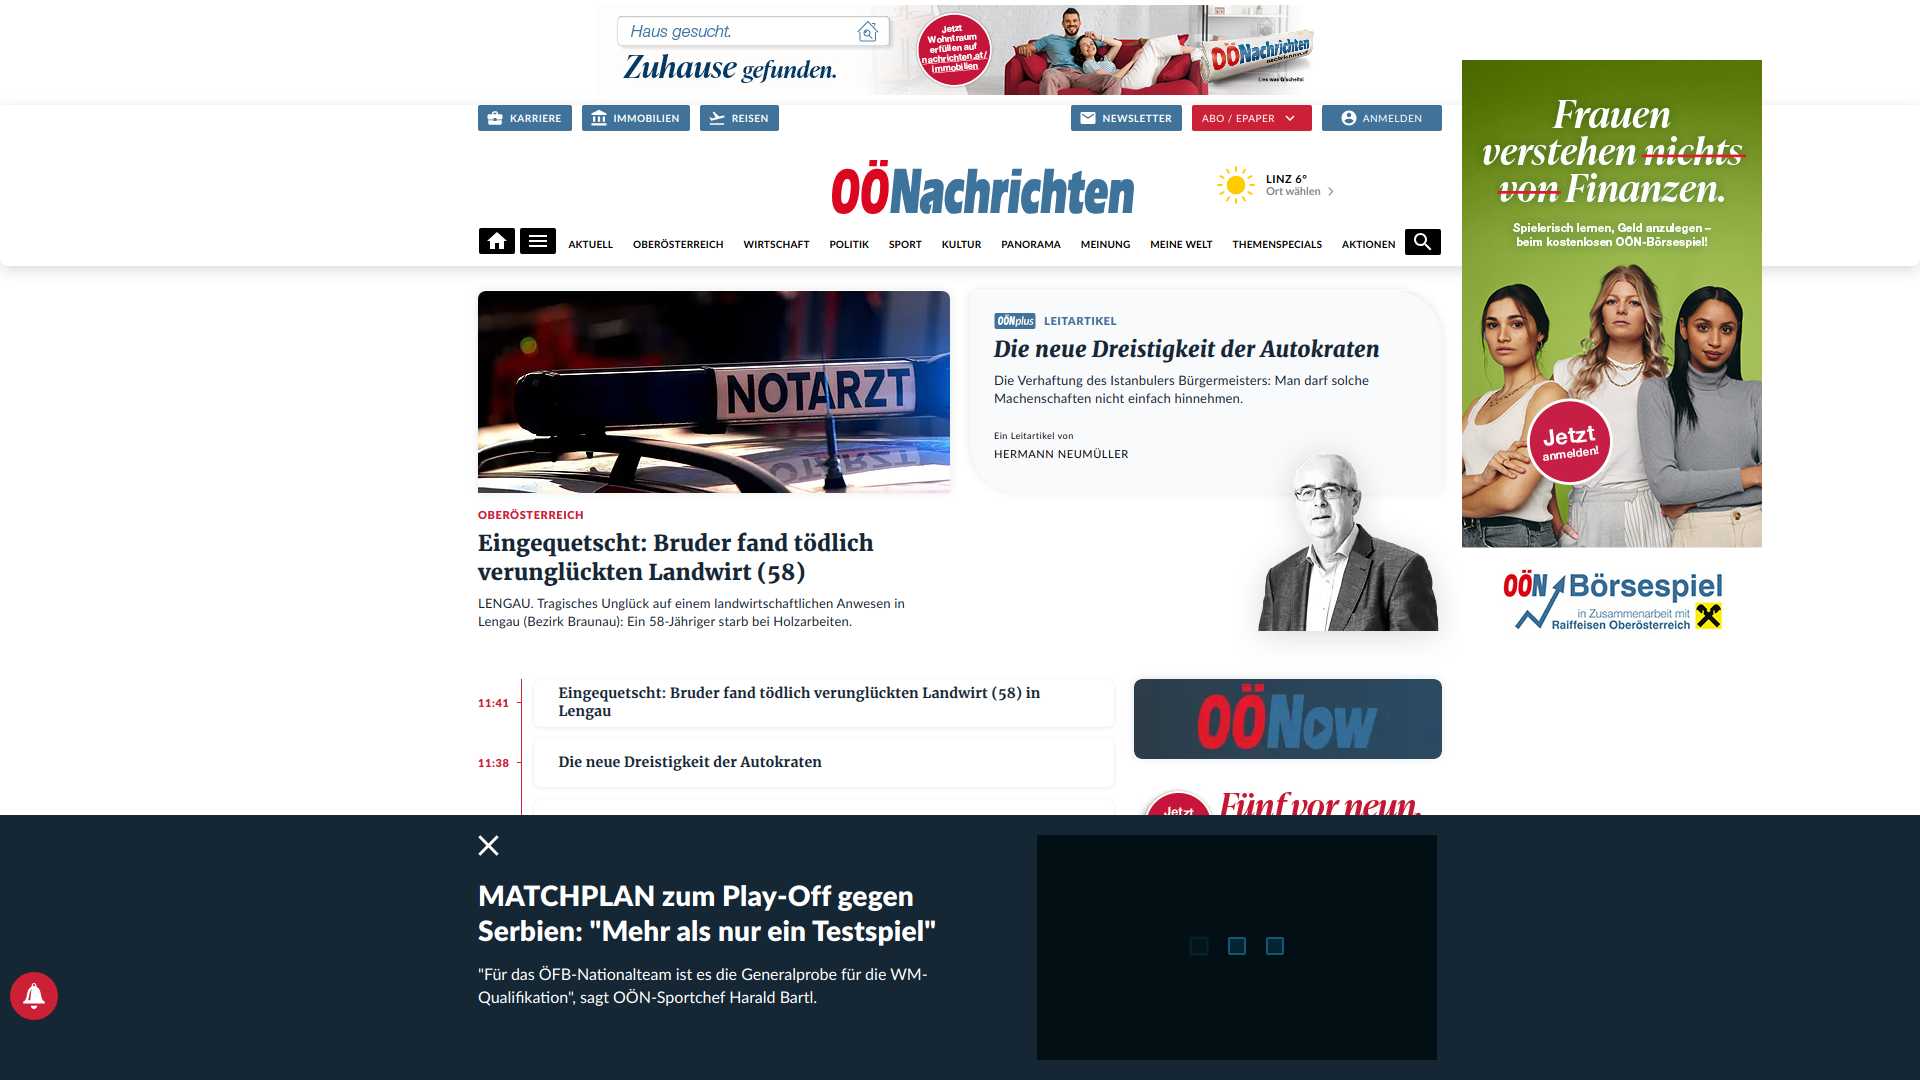 Haus gesucht.
Zuhause gefunden.
Jetzt
Wohntraum
erfüllen auf
nachrichten.at/
immobilien
OÖNachrichten
KARRIERE
IMMOBILIEN
REISEN
NEWSLETTER
ABO / EPAPER
ANMELDEN
OÖNachrichten
LINZ 6°
Ort wählen
AKTUELL
OBERÖSTERREICH
WIRTSCHAFT
POLITIK
SPORT
KULTUR
PANORAMA
MEINUNG
MEINE WELT
THEMENSPECIALS
AKTIONEN
Frauen
verstehen nichts
von Finanzen.
Spielerisch lernen, Geld anzulegen –
beim kostenlosen OÖN-Börsespiel!
Jetzt
anmelden!
OÖN Börsespiel
in Zusammenarbeit mit
Raiffeisen Oberösterreich
NOTARZT
OÖNplus LEITARTIKEL
Die neue Dreistigkeit der Autokraten
Die Verhaftung des Istanbulers Bürgermeisters: Man darf solche
Machenschaften nicht einfach hinnehmen.
Ein Leitartikel von
HERMANN NEUMÜLLER
OBERÖSTERREICH
Eingequetscht: Bruder fand tödlich
verunglückten Landwirt (58)
LENGAU. Tragisches Unglück auf einem landwirtschaftlichen Anwesen in
Lengau (Bezirk Braunau): Ein 58-Jähriger starb bei Holzarbeiten.
11:41
Eingequetscht: Bruder fand tödlich verunglückten Landwirt (58) in
Lengau
11:38
Die neue Dreistigkeit der Autokraten
OÖNow
Jetzt
Fünf vor neun.
MATCHPLAN zum Play-Off gegen
Serbien: "Mehr als nur ein Testspiel"
"Für das ÖFB-Nationalteam ist es die Generalprobe für die WM-
Qualifikation", sagt OÖN-Sportchef Harald Bartl.